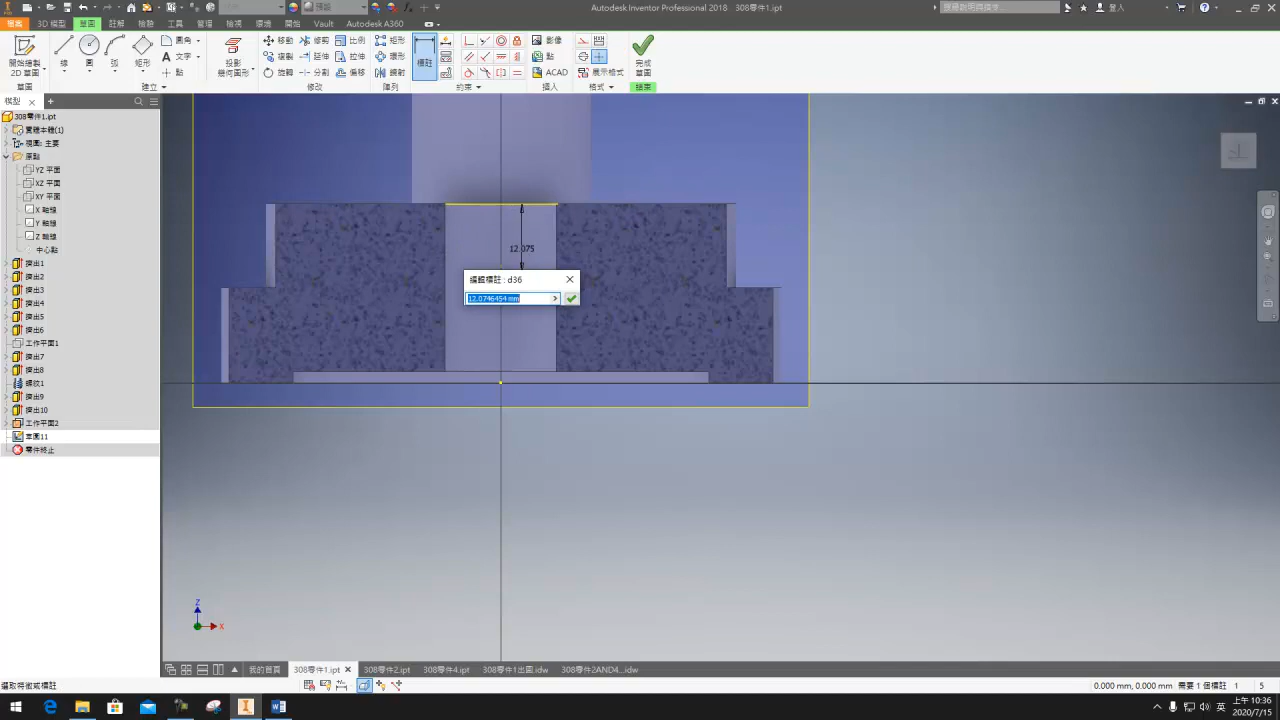 Autodesk Inventor Professional 2018 308零件1.ipt
登入
檔案 3D 模型 草圖 註解 檢驗 工具 管理 檢視 環境 開始 Vault Autodesk A360
開始繪製
2D 草圖
線
圓
弧
矩形
圓角
文字
點
投影
幾何圖形
移動
複製
旋轉
修剪
延伸
分割
比例
拉伸
偏移
矩形
環形
鏡射
標註
影像
點
ACAD
展示格式
完成
草圖
草圖 建立 修改 陣列 約束 插入 格式 結束
模型
308零件1.ipt
實體本體(1)
視圖: 主要
原點
YZ 平面
XZ 平面
XY 平面
X 軸線
Y 軸線
Z 軸線
中心點
擠出1
擠出2
擠出3
擠出4
擠出5
擠出6
工作平面1
擠出7
擠出8
螺紋1
擠出9
擠出10
工作平面2
草圖11
零件終止
12.075
編輯標註 : d36
12.0746454 mm
Z
X
我的首頁 308零件1.ipt 308零件2.ipt 308零件4.ipt 308零件1出圖.idw 308零件2AND4....idw
選取特徵或標註
0.000 mm, 0.000 mm 需要 1 個標註 1 5
英
上午 10:36
2020/7/15